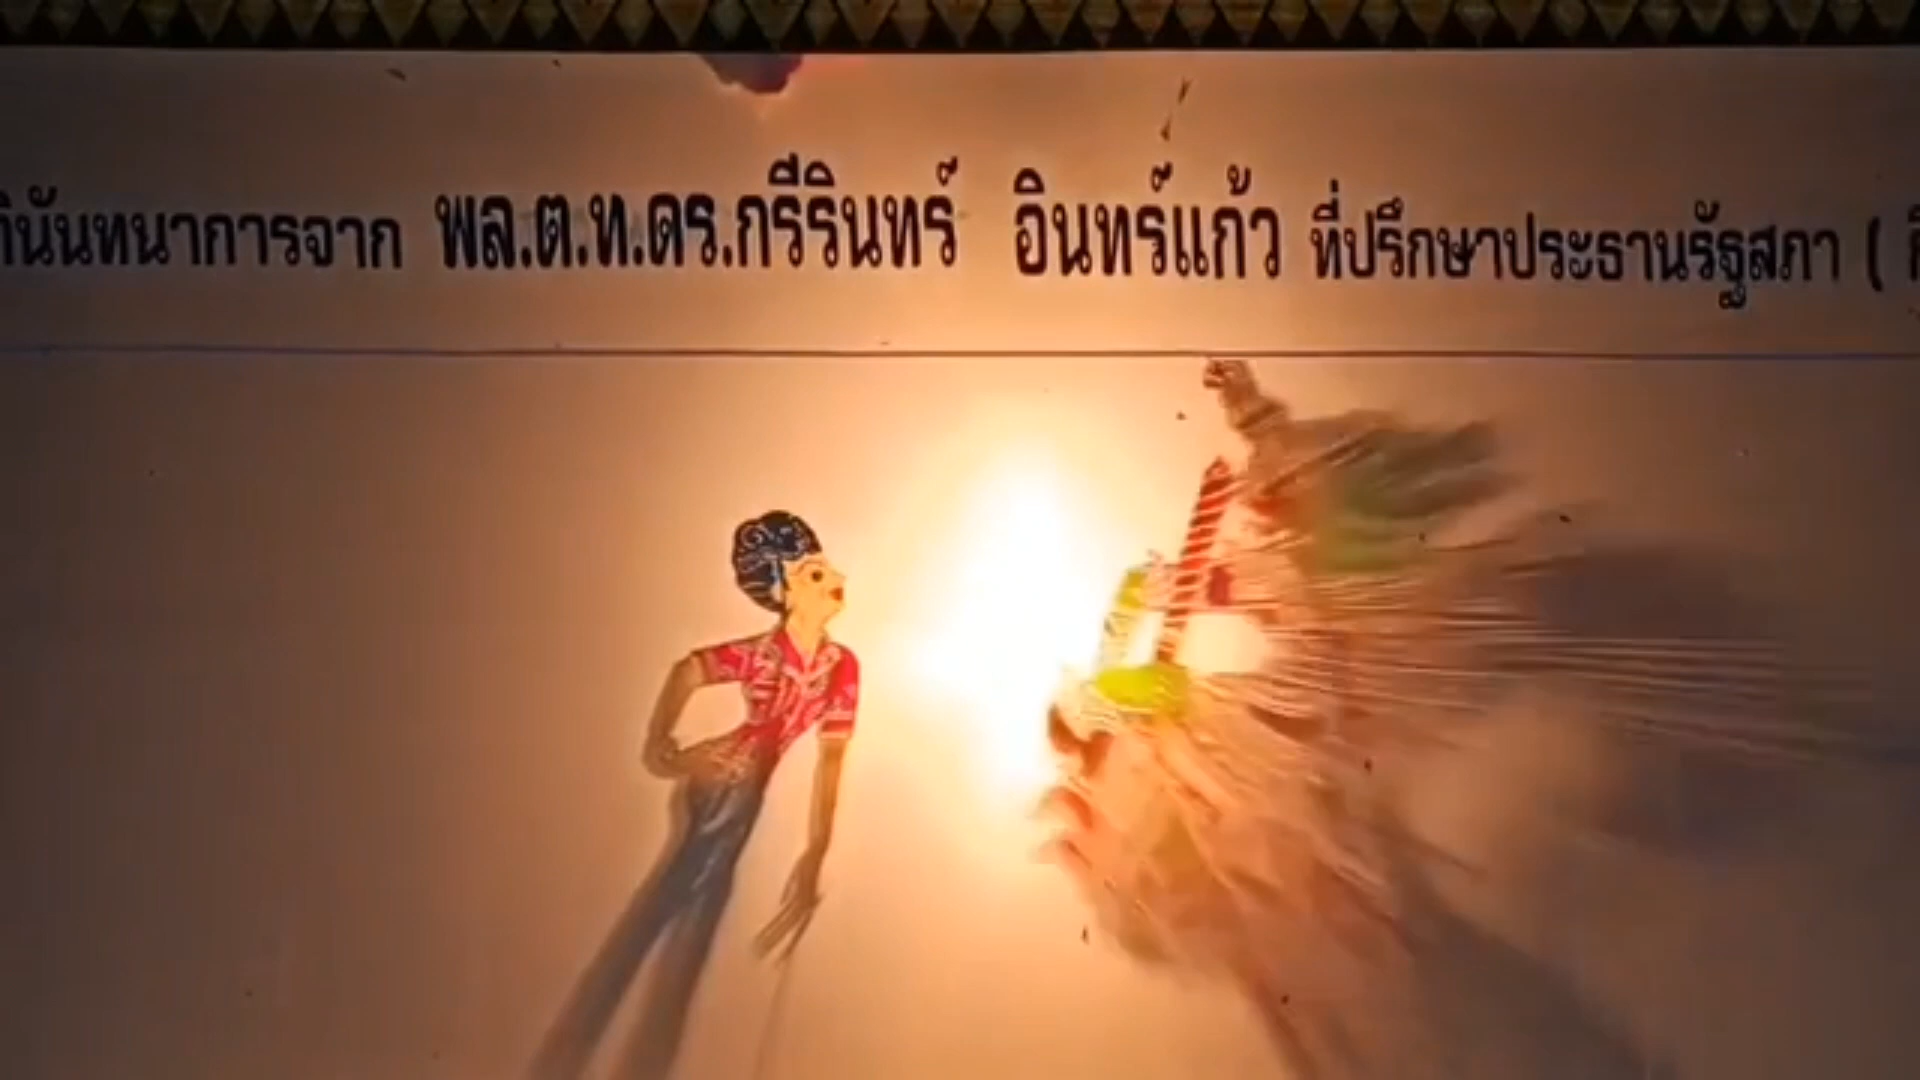 ภินันทนาการจาก พล.ต.ท.ดร.กรีรินทร์ อินทร์แก้ว ที่ปรึกษาประธานรัฐสภา (